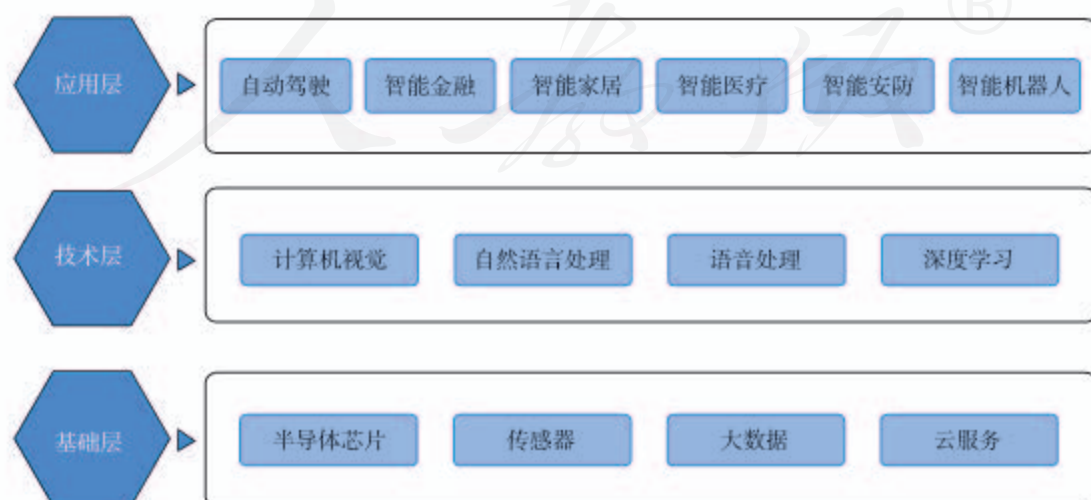 应用层
自动驾驶 智能金融 智能家居 智能医疗 智能安防 智能机器人
技术层
计算机视觉 自然语言处理 语音处理 深度学习
基础层
半导体芯片 传感器 大数据 云服务
人教版®